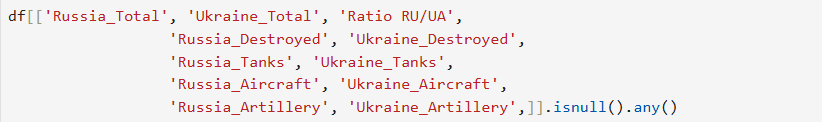 df[['Russia_Total', 'Ukraine_Total', 'Ratio RU/UA',
'Russia_Destroyed', 'Ukraine_Destroyed',
'Russia_Tanks', 'Ukraine_Tanks',
'Russia_Aircraft', 'Ukraine_Aircraft',
'Russia_Artillery', 'Ukraine_Artillery',]].isnull().any()